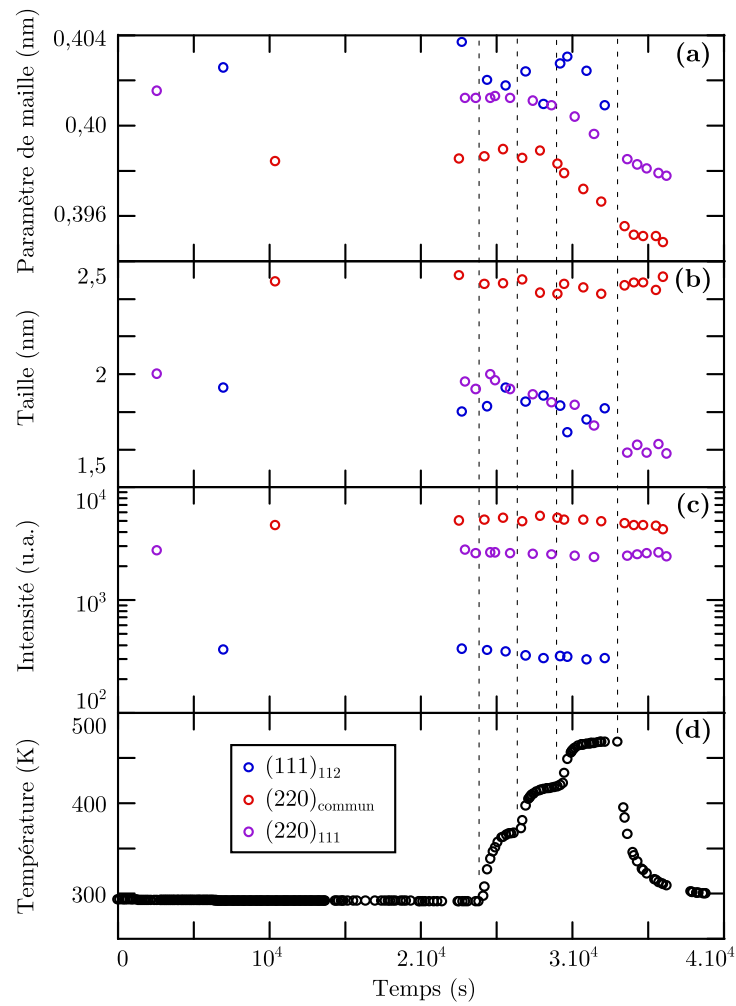 Paramètre de maille (nm)
0,404
0,40
0,396
(a)
Taille (nm)
2,5
2
1,5
(b)
Intensité (u.a.)
10⁴
10³
10²
(c)
Température (K)
500
400
300
(d)
(111)₁₁₂
(220)commun
(220)₁₁₁
0
10⁴
2.10⁴
3.10⁴
4.10⁴
Temps (s)